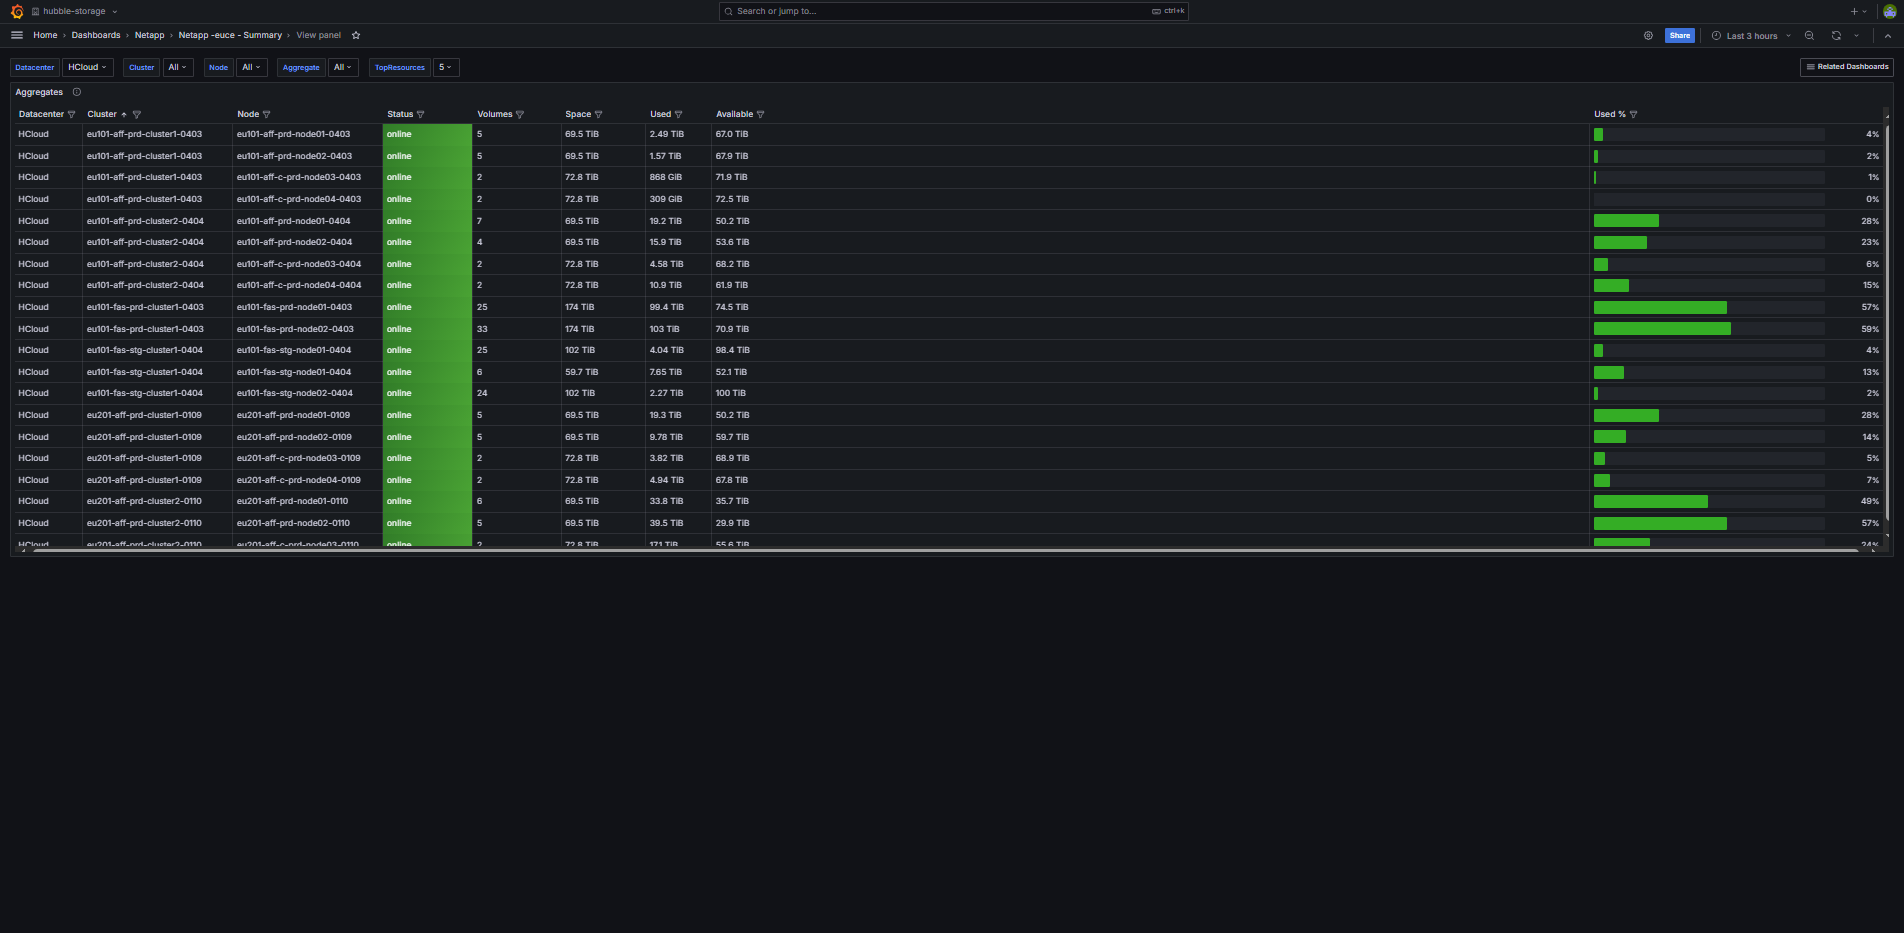 hubble-storage
Search or jump to...
ctrl+k
Home › Dashboards › Netapp › Netapp -euce - Summary › View panel
Share
Last 3 hours
Datacenter HCloud Cluster All Node All Aggregate All TopResources 5
Related Dashboards
Aggregates
Datacenter Cluster Node Status Volumes Space Used Available Used %
HCloud eu101-aff-prd-cluster1-0403 eu101-aff-prd-node01-0403 online 5 69.5 TiB 2.49 TiB 67.0 TiB 4%
HCloud eu101-aff-prd-cluster1-0403 eu101-aff-prd-node02-0403 online 5 69.5 TiB 1.57 TiB 67.9 TiB 2%
HCloud eu101-aff-prd-cluster1-0403 eu101-aff-c-prd-node03-0403 online 2 72.8 TiB 868 GiB 71.9 TiB 1%
HCloud eu101-aff-prd-cluster1-0403 eu101-aff-c-prd-node04-0403 online 2 72.8 TiB 309 GiB 72.5 TiB 0%
HCloud eu101-aff-prd-cluster2-0404 eu101-aff-prd-node01-0404 online 7 69.5 TiB 19.2 TiB 50.2 TiB 28%
HCloud eu101-aff-prd-cluster2-0404 eu101-aff-prd-node02-0404 online 4 69.5 TiB 15.9 TiB 53.6 TiB 23%
HCloud eu101-aff-prd-cluster2-0404 eu101-aff-c-prd-node03-0404 online 2 72.8 TiB 4.58 TiB 68.2 TiB 6%
HCloud eu101-aff-prd-cluster2-0404 eu101-aff-c-prd-node04-0404 online 2 72.8 TiB 10.9 TiB 61.9 TiB 15%
HCloud eu101-fas-prd-cluster1-0403 eu101-fas-prd-node01-0403 online 25 174 TiB 99.4 TiB 74.5 TiB 57%
HCloud eu101-fas-prd-cluster1-0403 eu101-fas-prd-node02-0403 online 33 174 TiB 103 TiB 70.9 TiB 59%
HCloud eu101-fas-stg-cluster1-0404 eu101-fas-stg-node01-0404 online 25 102 TiB 4.04 TiB 98.4 TiB 4%
HCloud eu101-fas-stg-cluster1-0404 eu101-fas-stg-node01-0404 online 6 59.7 TiB 7.65 TiB 52.1 TiB 13%
HCloud eu101-fas-stg-cluster1-0404 eu101-fas-stg-node02-0404 online 24 102 TiB 2.27 TiB 100 TiB 2%
HCloud eu201-aff-prd-cluster1-0109 eu201-aff-prd-node01-0109 online 5 69.5 TiB 19.3 TiB 50.2 TiB 28%
HCloud eu201-aff-prd-cluster1-0109 eu201-aff-prd-node02-0109 online 5 69.5 TiB 9.78 TiB 59.7 TiB 14%
HCloud eu201-aff-prd-cluster1-0109 eu201-aff-c-prd-node03-0109 online 2 72.8 TiB 3.82 TiB 68.9 TiB 5%
HCloud eu201-aff-prd-cluster1-0109 eu201-aff-c-prd-node04-0109 online 2 72.8 TiB 4.94 TiB 67.8 TiB 7%
HCloud eu201-aff-prd-cluster2-0110 eu201-aff-prd-node01-0110 online 6 69.5 TiB 33.8 TiB 35.7 TiB 49%
HCloud eu201-aff-prd-cluster2-0110 eu201-aff-prd-node02-0110 online 5 69.5 TiB 39.5 TiB 29.9 TiB 57%
HCloud eu201-aff-prd-cluster2-0110 eu201-aff-c-prd-node03-0110 online 2 72.8 TiB 17.1 TiB 55.6 TiB 24%